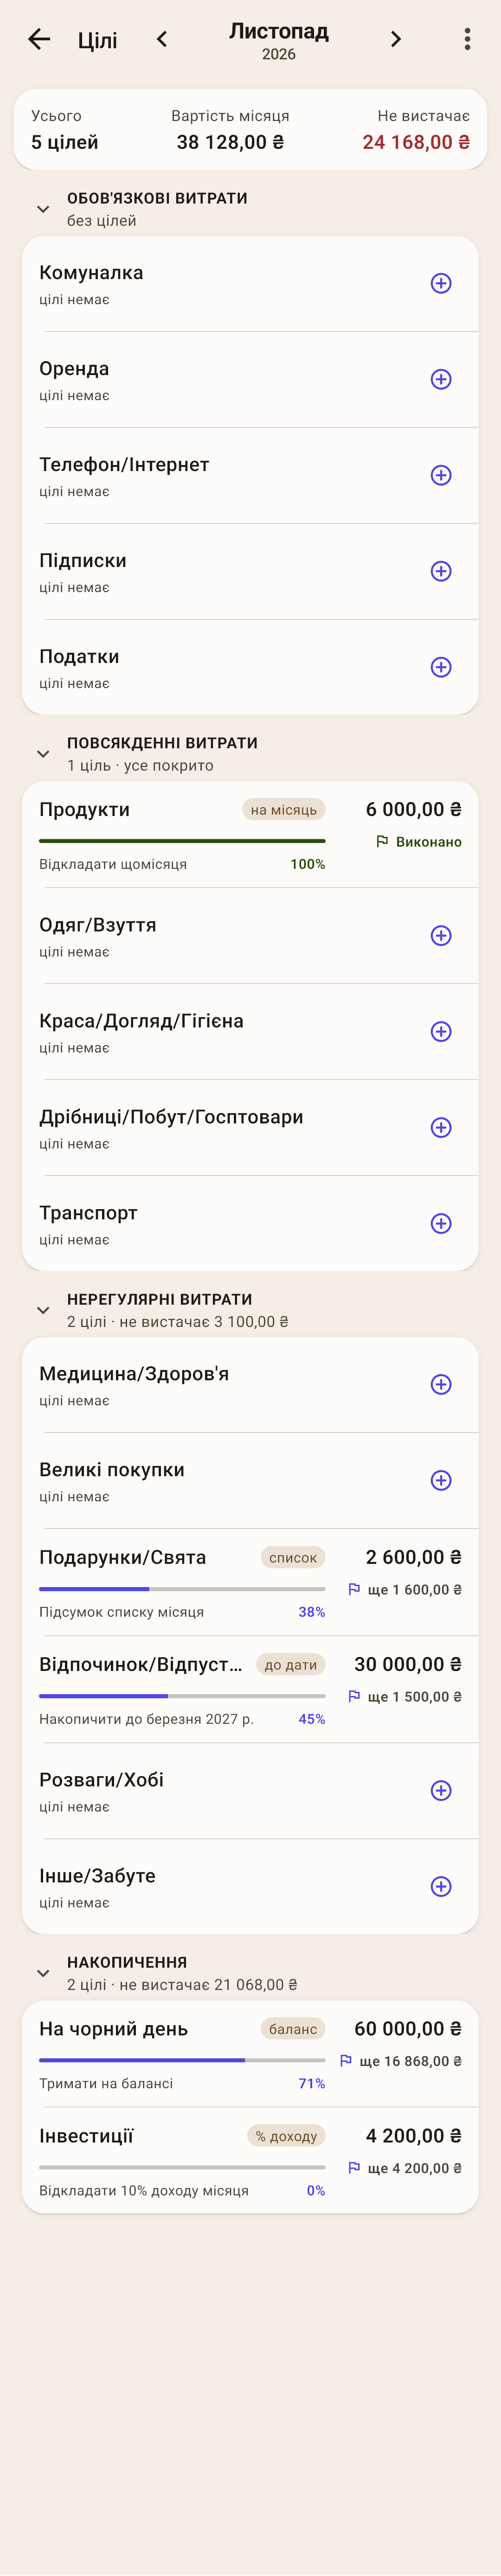 Цілі
Листопад
2026
Усього
Вартість місяця
Не вистачає
5 цілей
38 128,00 ₴
24 168,00 ₴
ОБОВ'ЯЗКОВІ ВИТРАТИ
без цілей
Комуналка
цілі немає
Оренда
цілі немає
Телефон/Інтернет
цілі немає
Підписки
цілі немає
Податки
цілі немає
ПОВСЯКДЕННІ ВИТРАТИ
1 ціль · усе покрито
Продукти на місяць 6 000,00 ₴
Виконано
Відкладати щомісяця 100%
Одяг/Взуття
цілі немає
Краса/Догляд/Гігієна
цілі немає
Дрібниці/Побут/Госптовари
цілі немає
Транспорт
цілі немає
НЕРЕГУЛЯРНІ ВИТРАТИ
2 цілі · не вистачає 3 100,00 ₴
Медицина/Здоров'я
цілі немає
Великі покупки
цілі немає
Подарунки/Свята список 2 600,00 ₴
ще 1 600,00 ₴
Підсумок списку місяця 38%
Відпочинок/Відпуст... до дати 30 000,00 ₴
ще 1 500,00 ₴
Накопичити до березня 2027 р. 45%
Розваги/Хобі
цілі немає
Інше/Забуте
цілі немає
НАКОПИЧЕННЯ
2 цілі · не вистачає 21 068,00 ₴
На чорний день баланс 60 000,00 ₴
ще 16 868,00 ₴
Тримати на балансі 71%
Інвестиції % доходу 4 200,00 ₴
ще 4 200,00 ₴
Відкладати 10% доходу місяця 0%